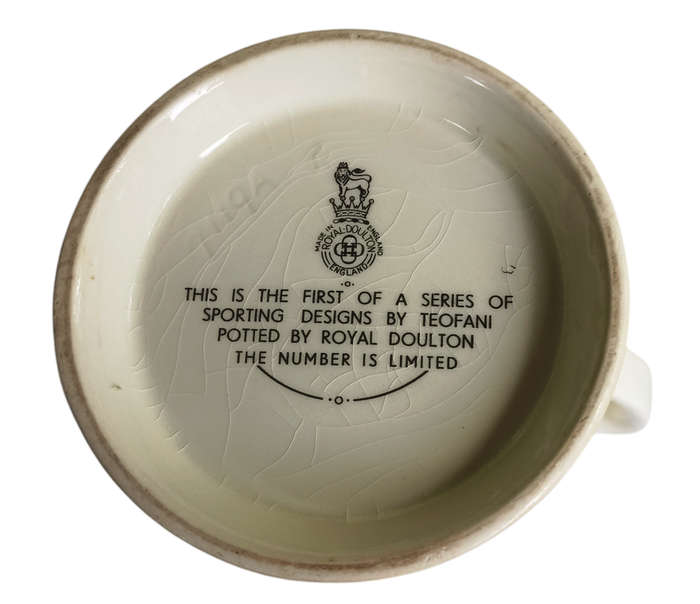 MADE IN ENGLAND
ROYAL·DOULTON
ENGLAND
THIS IS THE FIRST OF A SERIES OF
SPORTING DESIGNS BY TEOFANI
POTTED BY ROYAL DOULTON
THE NUMBER IS LIMITED